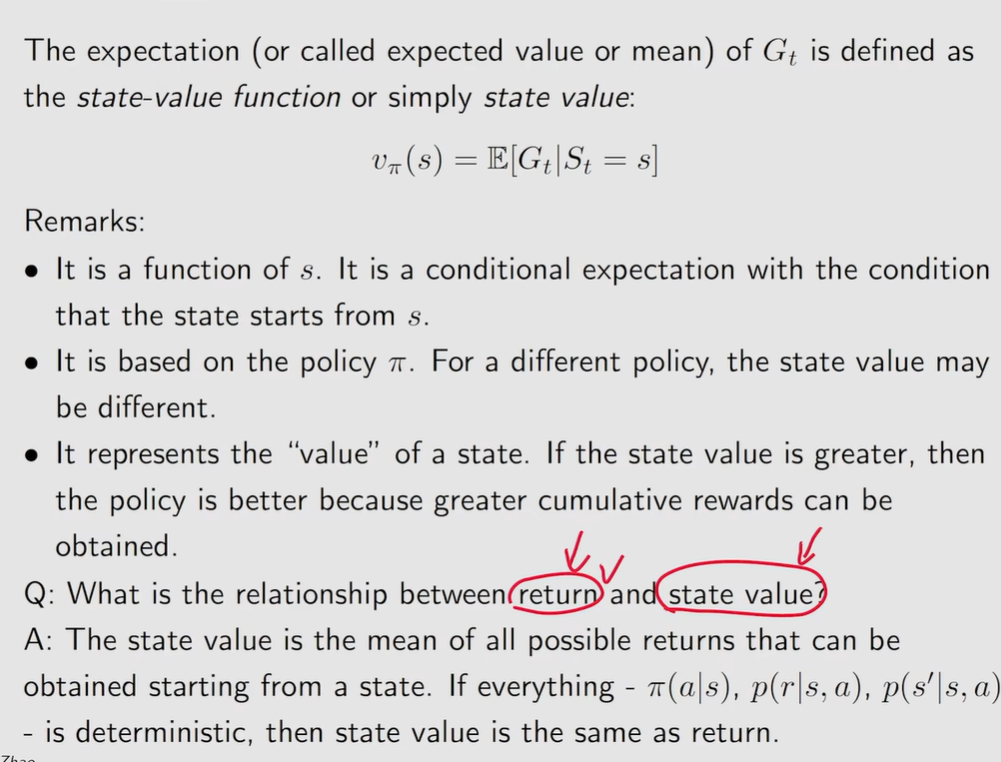 The expectation (or called expected value or mean) of G_t is defined as
the state-value function or simply state value:
v_π(s) = 𝔼[G_t|S_t = s]
Remarks:
• It is a function of s. It is a conditional expectation with the condition
that the state starts from s.
• It is based on the policy π. For a different policy, the state value may
be different.
• It represents the “value” of a state. If the state value is greater, then
the policy is better because greater cumulative rewards can be
obtained.
Q: What is the relationship between return and state value?
A: The state value is the mean of all possible returns that can be
obtained starting from a state. If everything - π(a|s), p(r|s, a), p(s′|s, a)
- is deterministic, then state value is the same as return.
Zhao